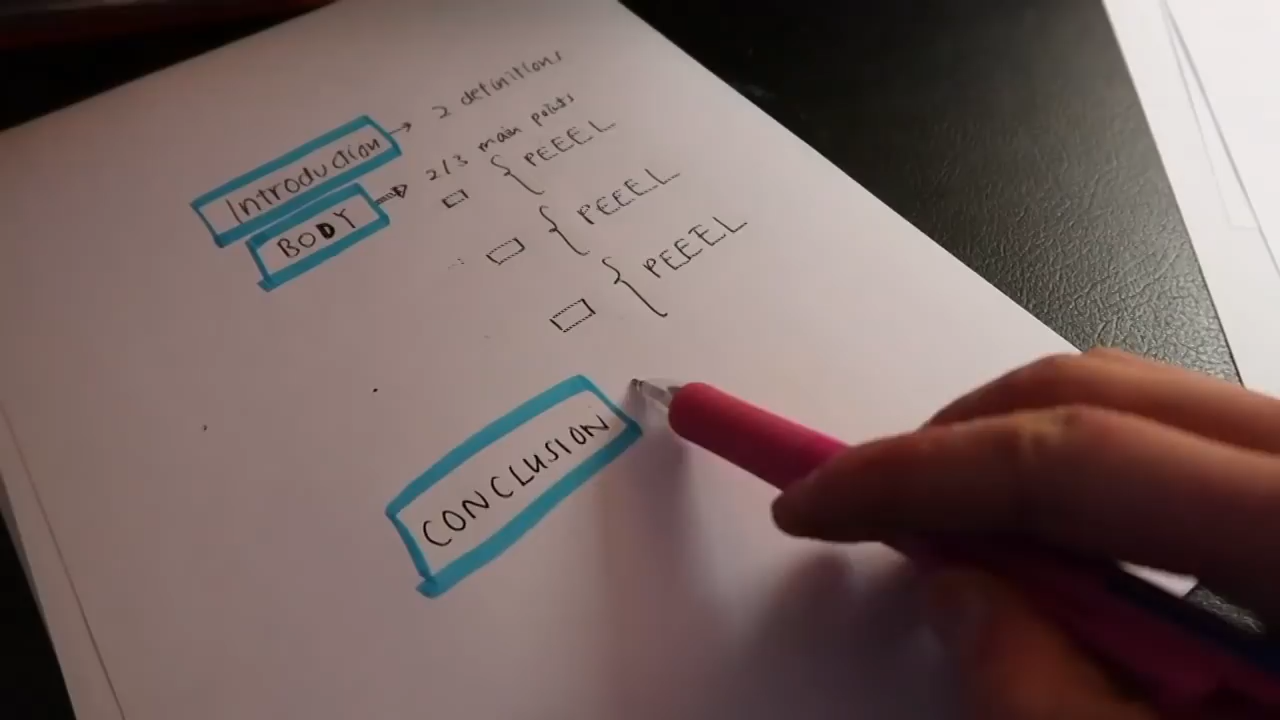 Introduction → 2 definitions
BODY → 2/3 main points
{ PEEEL
{ PEEEL
{ PEEEL
CONCLUSION